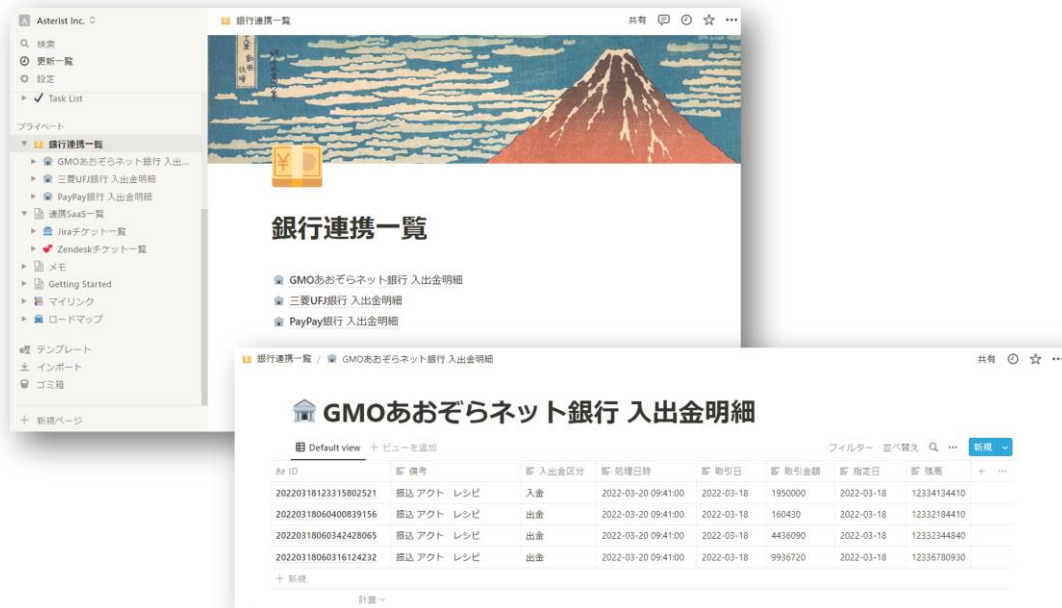 Asterist Inc.
検索
更新一覧
設定
Task List
プライベート
銀行連携一覧
GMOあおぞらネット銀行 入出...
三菱UFJ銀行 入出金明細
PayPay銀行 入出金明細
連携SaaS一覧
Jiraチケット一覧
Zendeskチケット一覧
メモ
Getting Started
マイリンク
ロードマップ
テンプレート
インポート
ゴミ箱
+ 新規ページ
銀行連携一覧 共有
銀行連携一覧
GMOあおぞらネット銀行 入出金明細
三菱UFJ銀行 入出金明細
PayPay銀行 入出金明細
銀行連携一覧 / GMOあおぞらネット銀行 入出金明細 共有
GMOあおぞらネット銀行 入出金明細
Default view + ビューを追加 フィルター 並べ替え 新規
Aa ID 備考 入出金区分 処理日時 取引日 取引金額 指定日 残高
20220318123315802521 振込 アクト レシピ 入金 2022-03-20 09:41:00 2022-03-18 1950000 2022-03-18 12334134410
20220318060400839156 振込 アクト レシピ 出金 2022-03-20 09:41:00 2022-03-18 160430 2022-03-18 12332184410
20220318060342428065 振込 アクト レシピ 出金 2022-03-20 09:41:00 2022-03-18 4436090 2022-03-18 12332344840
20220318060316124232 振込 アクト レシピ 出金 2022-03-20 09:41:00 2022-03-18 9936720 2022-03-18 12336780930
+ 新規
計算